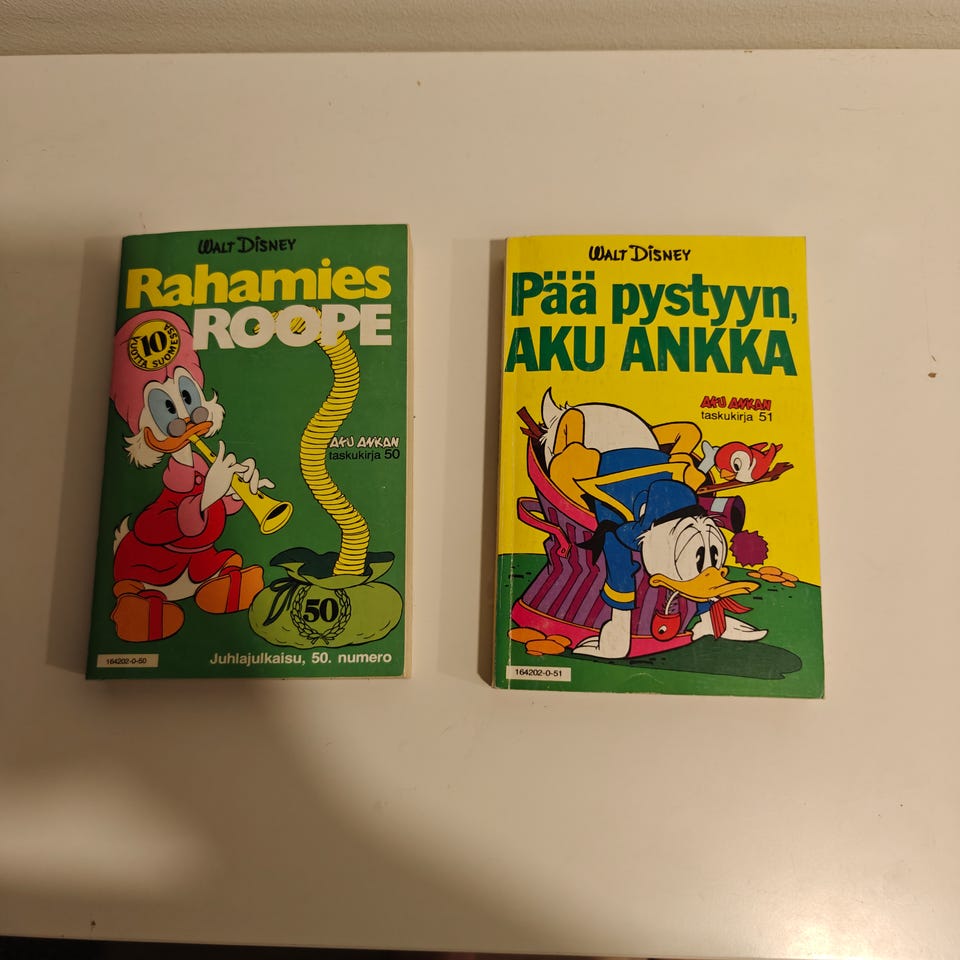 WALT DISNEY
Rahamies
ROOPE
10
VUOTTA SUOMESSA
AKU ANKAN
taskukirja 50
50
164202-0-50
Juhlajulkaisu, 50. numero
WALT DISNEY
Pää pystyyn,
AKU ANKKA
AKU ANKAN
taskukirja 51
164202-0-51